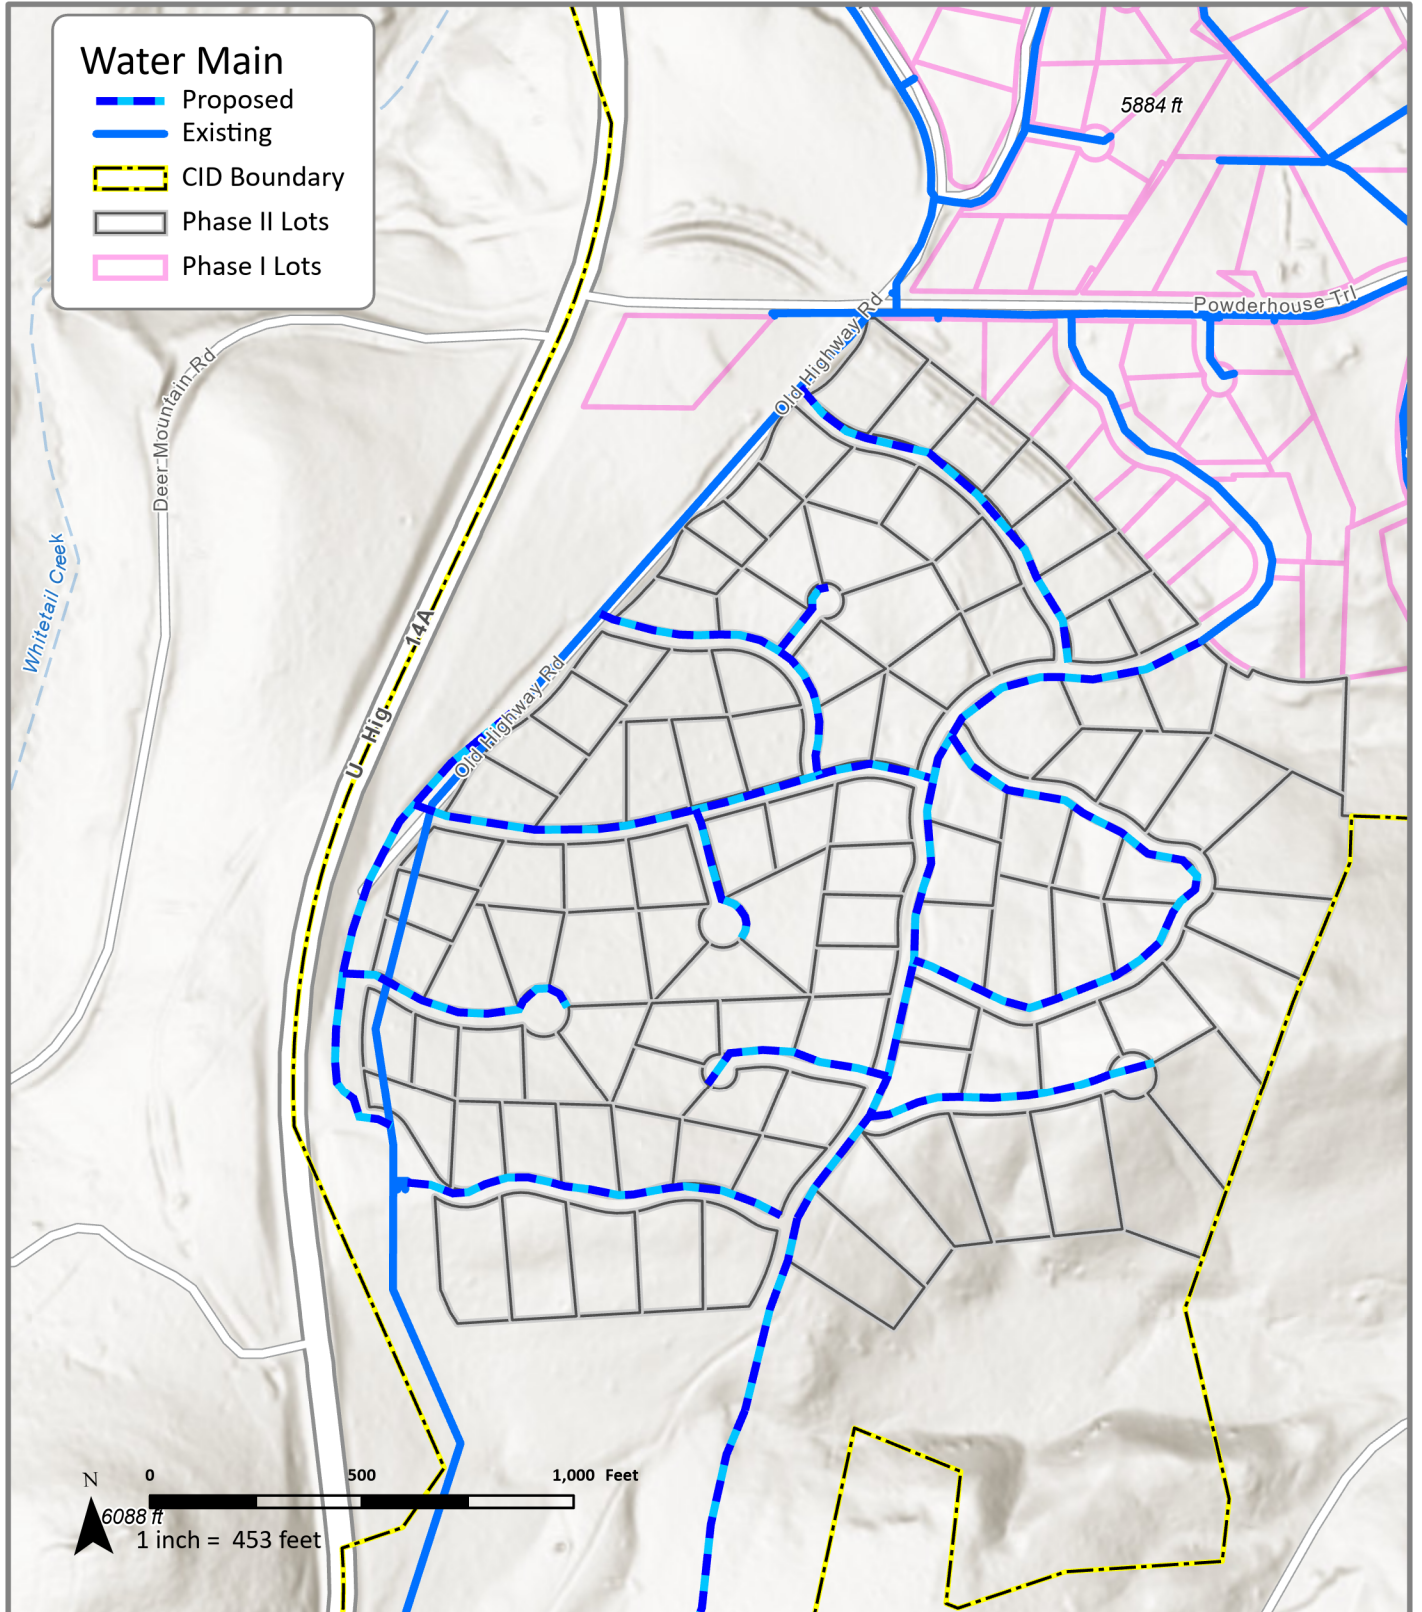 Water Main
Proposed
Existing
CID Boundary
Phase II Lots
Phase I Lots
5884 ft
Powderhouse Trl
Old Highway Rd
Deer Mountain Rd
Whitetail Creek
U Hig 14A
Old Highway Rd
N
0 500 1,000 Feet
6088 ft
1 inch = 453 feet